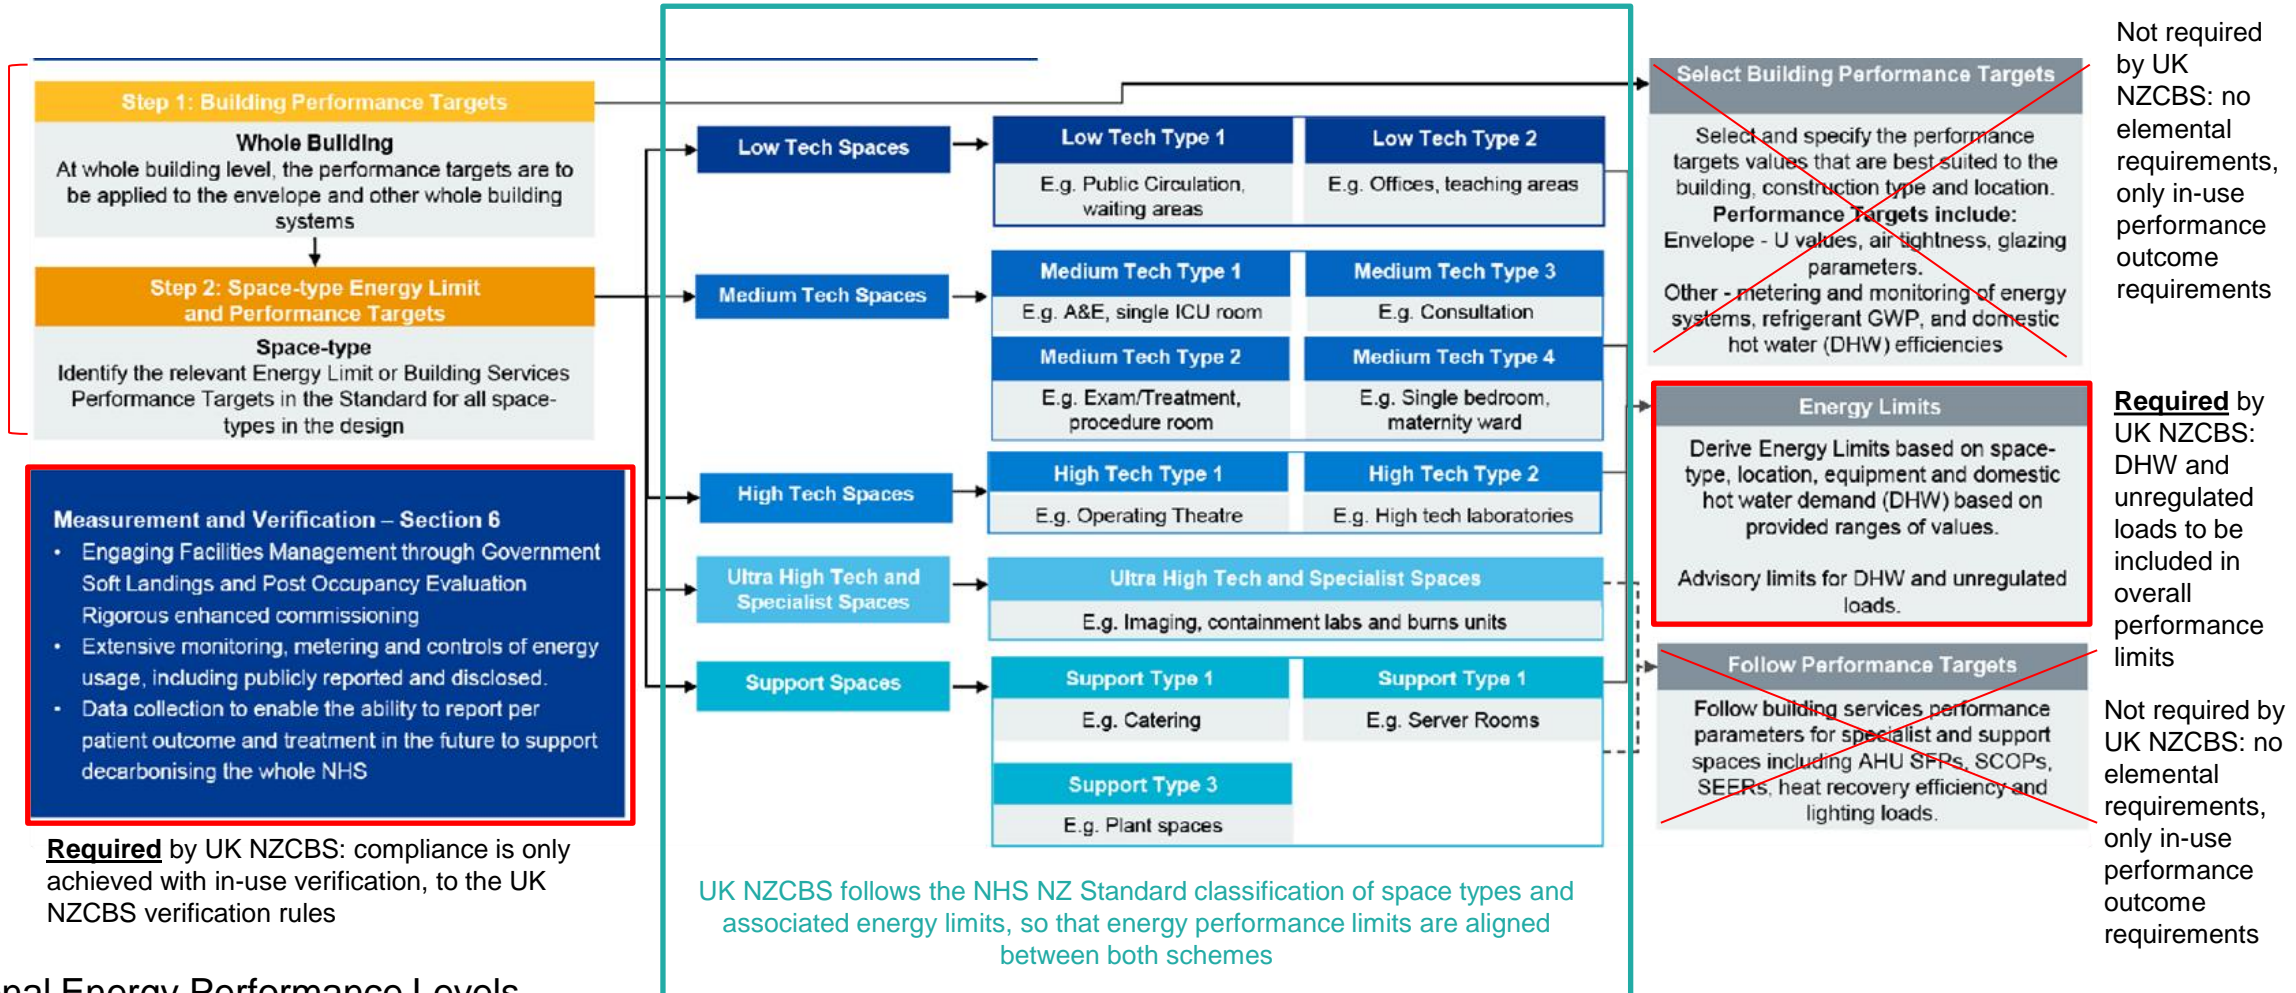 Step 1: Building Performance Targets
Whole Building
At whole building level, the performance targets are to
be applied to the envelope and other whole building
systems
Step 2: Space-type Energy Limit
and Performance Targets
Space-type
Identify the relevant Energy Limit or Building Services
Performance Targets in the Standard for all space-
types in the design
Measurement and Verification – Section 6
• Engaging Facilities Management through Government
Soft Landings and Post Occupancy Evaluation
Rigorous enhanced commissioning
• Extensive monitoring, metering and controls of energy
usage, including publicly reported and disclosed.
• Data collection to enable the ability to report per
patient outcome and treatment in the future to support
decarbonising the whole NHS
Required by UK NZCBS: compliance is only
achieved with in-use verification, to the UK
NZCBS verification rules
Low Tech Spaces
Low Tech Type 1
E.g. Public Circulation,
waiting areas
Low Tech Type 2
E.g. Offices, teaching areas
Medium Tech Spaces
Medium Tech Type 1
E.g. A&E, single ICU room
Medium Tech Type 3
E.g. Consultation
Medium Tech Type 2
E.g. Exam/Treatment,
procedure room
Medium Tech Type 4
E.g. Single bedroom,
maternity ward
High Tech Spaces
High Tech Type 1
E.g. Operating Theatre
High Tech Type 2
E.g. High tech laboratories
Ultra High Tech and
Specialist Spaces
Ultra High Tech and Specialist Spaces
E.g. Imaging, containment labs and burns units
Support Spaces
Support Type 1
E.g. Catering
Support Type 1
E.g. Server Rooms
Support Type 3
E.g. Plant spaces
UK NZCBS follows the NHS NZ Standard classification of space types and
associated energy limits, so that energy performance limits are aligned
between both schemes
Select Building Performance Targets
Select and specify the performance
targets values that are best suited to the
building, construction type and location.
Performance Targets include:
Envelope - U values, air tightness, glazing
parameters.
Other - metering and monitoring of energy
systems, refrigerant GWP, and domestic
hot water (DHW) efficiencies
Not required
by UK
NZCBS: no
elemental
requirements,
only in-use
performance
outcome
requirements
Energy Limits
Derive Energy Limits based on space-
type, location, equipment and domestic
hot water demand (DHW) based on
provided ranges of values.
Advisory limits for DHW and unregulated
loads.
Required by
UK NZCBS:
DHW and
unregulated
loads to be
included in
overall
performance
limits
Follow Performance Targets
Follow building services performance
parameters for specialist and support
spaces including AHU SFPs, SCOPs,
SEERs, heat recovery efficiency and
lighting loads.
Not required by
UK NZCBS: no
elemental
requirements,
only in-use
performance
outcome
requirements
Energy Performance Levels